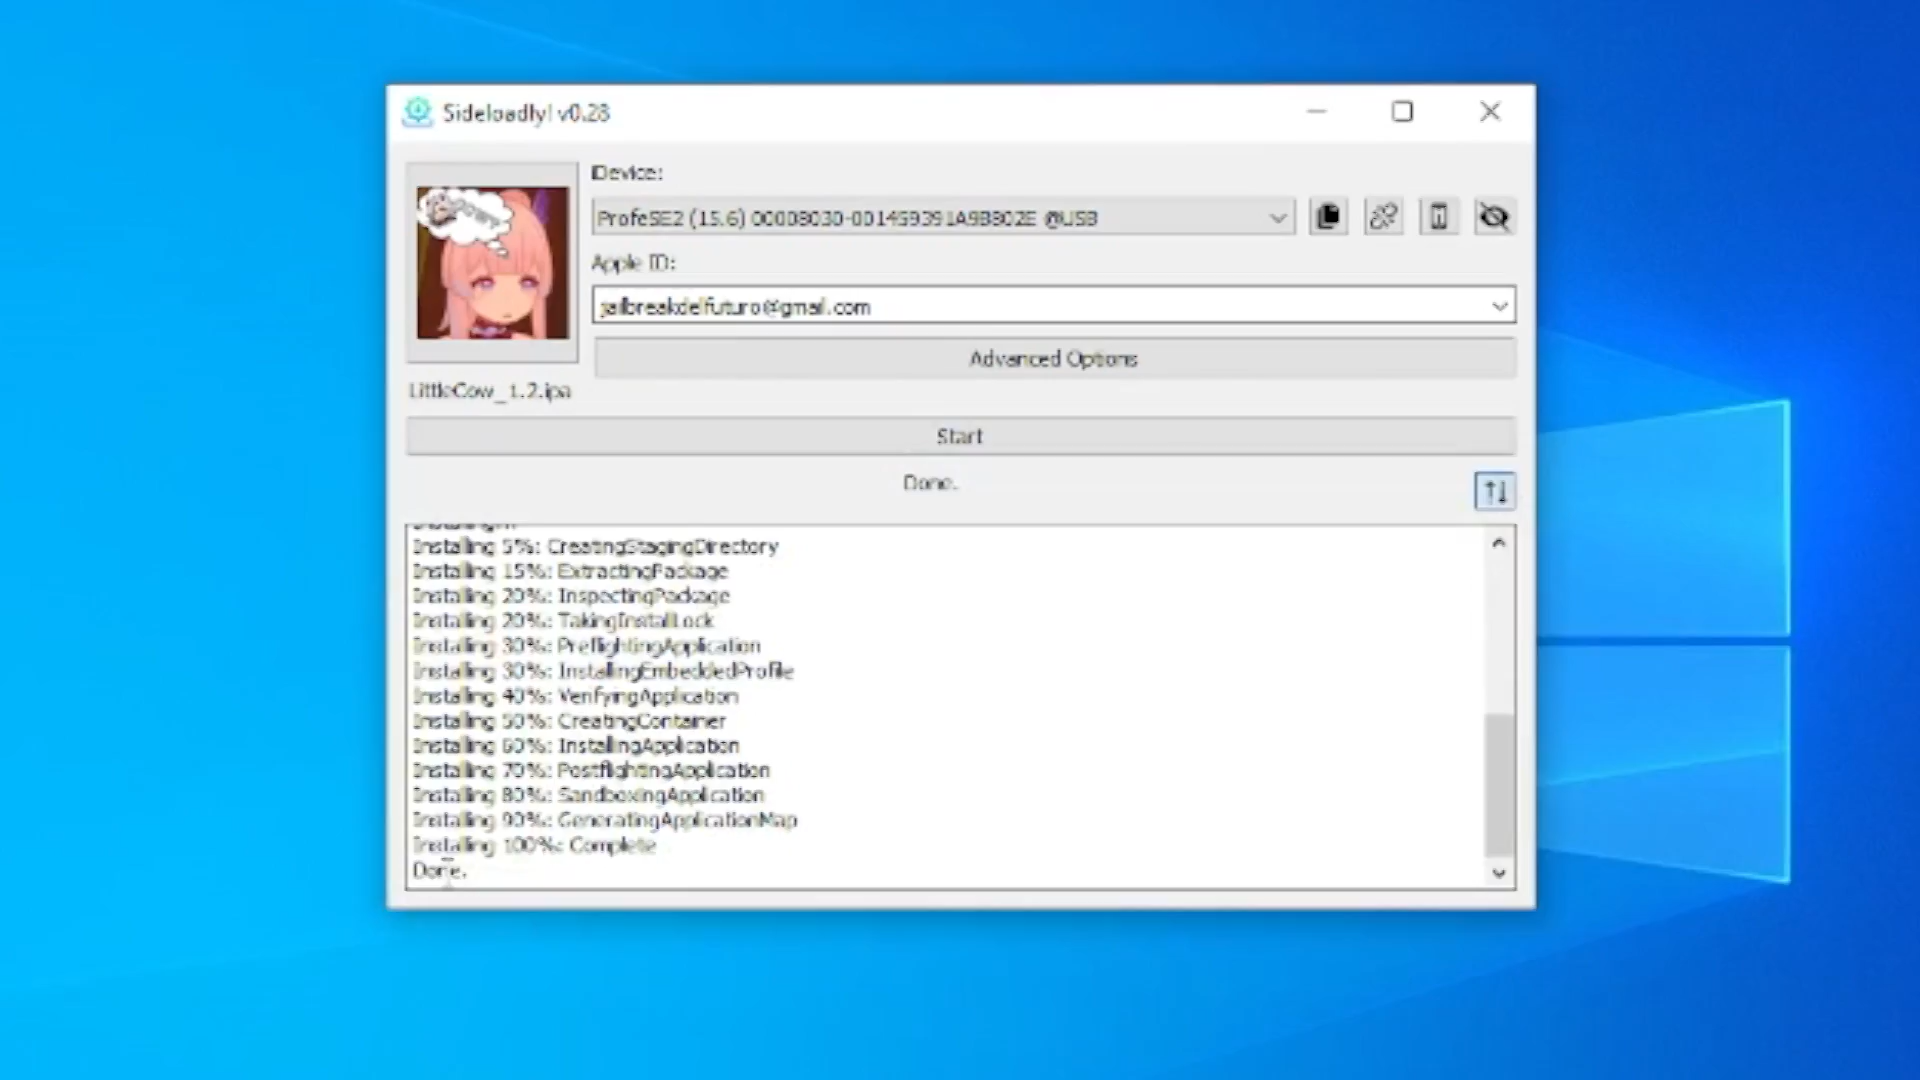 Sideloadly! v0.28
iDevice:
ProfeSE2 (15.6) 00008030-001459391A9B802E @USB
Apple ID:
jailbreakdelfuturo@gmail.com
Advanced Options
LittleCow_1.2.ipa
Start
Done.
Installing 5%: CreatingStagingDirectory
Installing 15%: ExtractingPackage
Installing 20%: InspectingPackage
Installing 20%: TakingInstallLock
Installing 30%: PreflightingApplication
Installing 30%: InstallingEmbeddedProfile
Installing 40%: VerifyingApplication
Installing 50%: CreatingContainer
Installing 60%: InstallingApplication
Installing 70%: PostflightingApplication
Installing 80%: SandboxingApplication
Installing 90%: GeneratingApplicationMap
Installing 100%: Complete
Done.